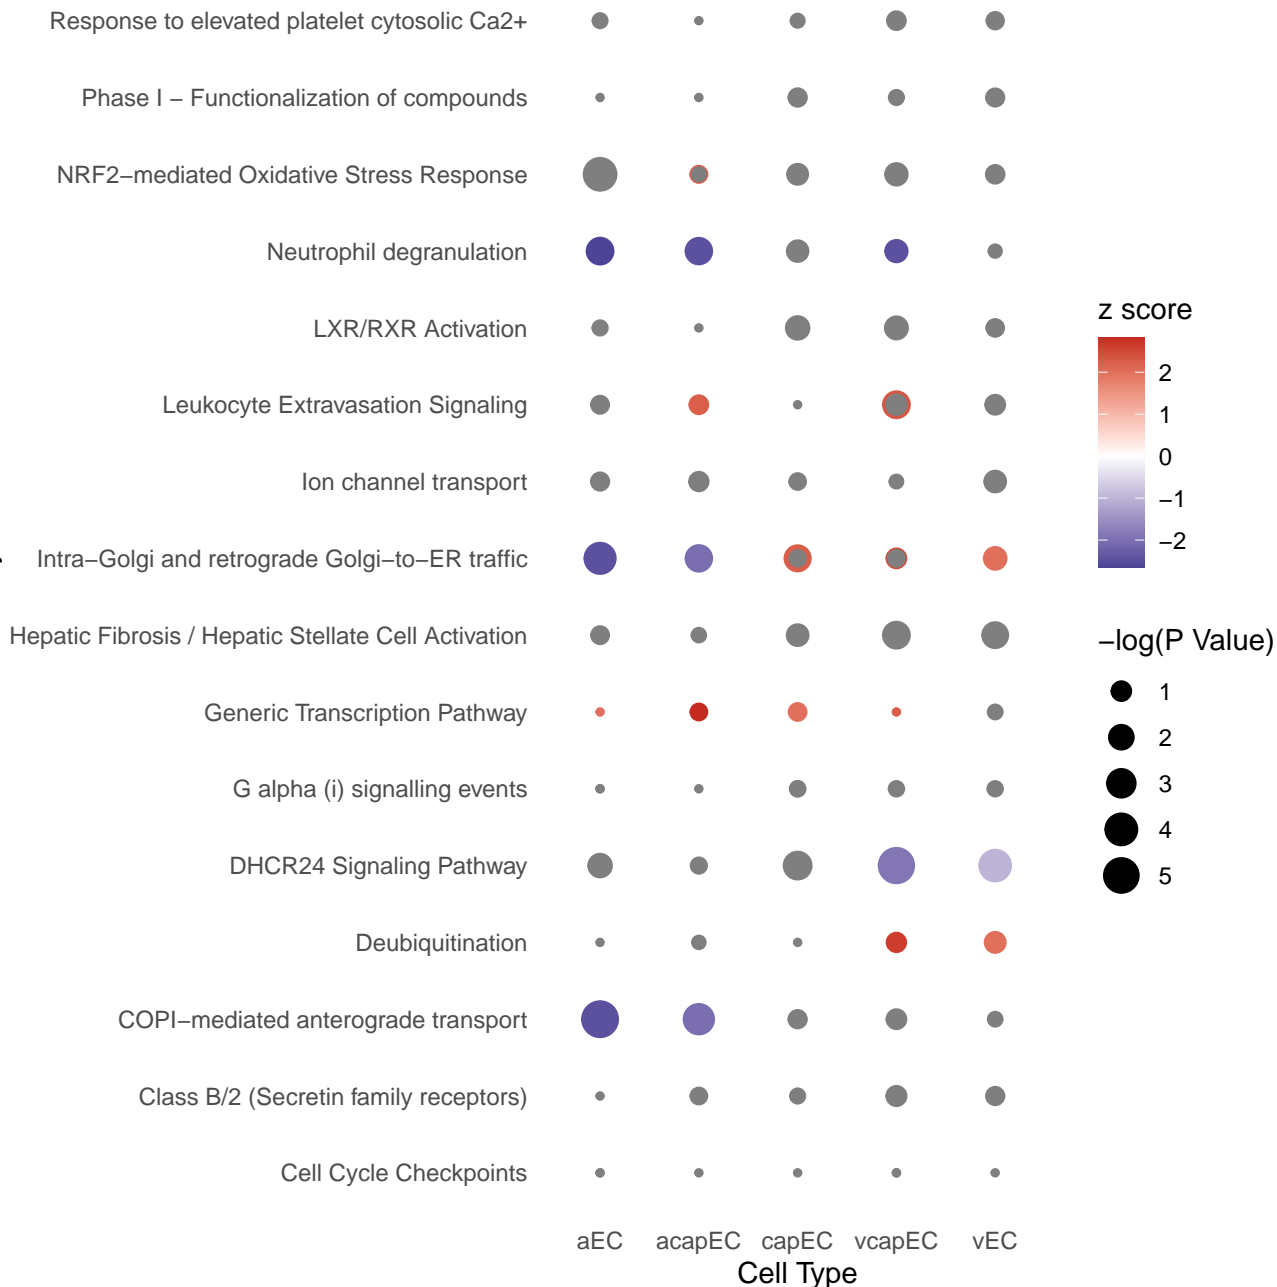 Response to elevated platelet cytosolic Ca2+
Phase I − Functionalization of compounds
NRF2−mediated Oxidative Stress Response
Neutrophil degranulation
LXR/RXR Activation
Leukocyte Extravasation Signaling
Ion channel transport
Intra−Golgi and retrograde Golgi−to−ER traffic
Hepatic Fibrosis / Hepatic Stellate Cell Activation
Generic Transcription Pathway
G alpha (i) signalling events
DHCR24 Signaling Pathway
Deubiquitination
COPI−mediated anterograde transport
Class B/2 (Secretin family receptors)
Cell Cycle Checkpoints
aEC acapEC capEC vcapEC vEC
Cell Type
z score
2
1
0
−1
−2
−log(P Value)
1
2
3
4
5